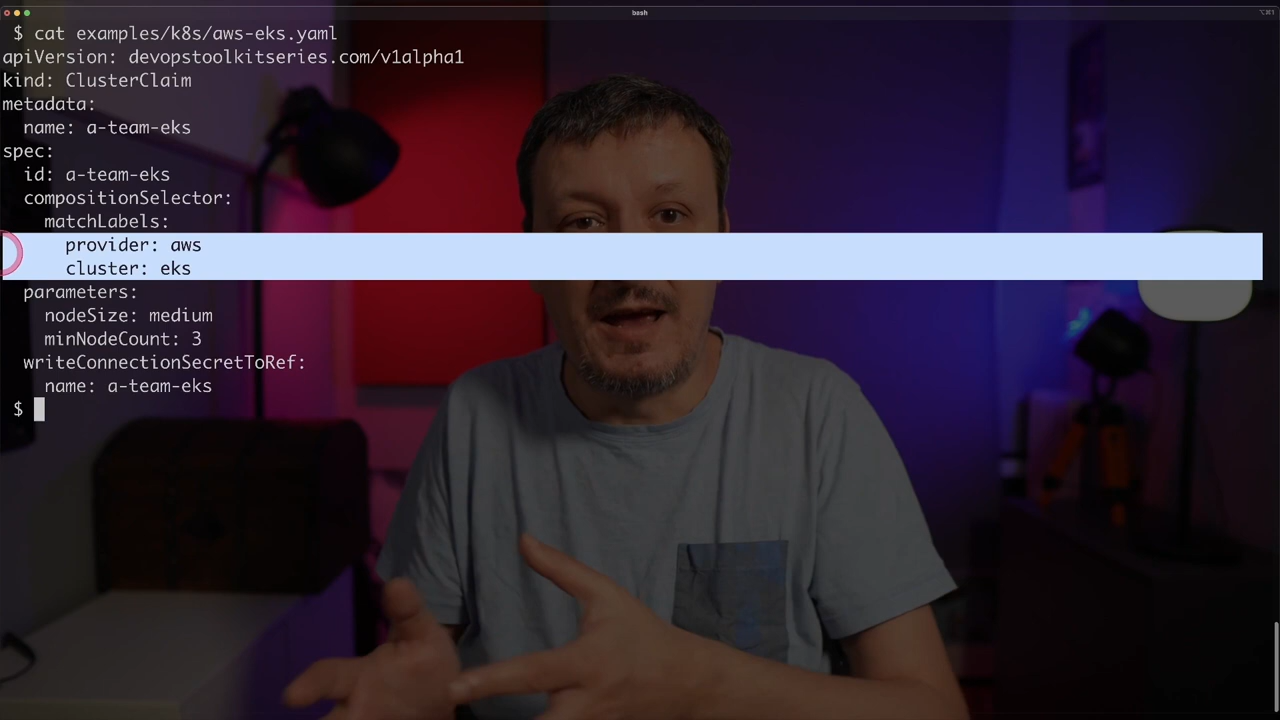 bash
⌥⌘1
$ cat examples/k8s/aws-eks.yaml
apiVersion: devopstoolkitseries.com/v1alpha1
kind: ClusterClaim
metadata:
  name: a-team-eks
spec:
  id: a-team-eks
  compositionSelector:
    matchLabels:
      provider: aws
      cluster: eks
  parameters:
    nodeSize: medium
    minNodeCount: 3
  writeConnectionSecretToRef:
    name: a-team-eks
$